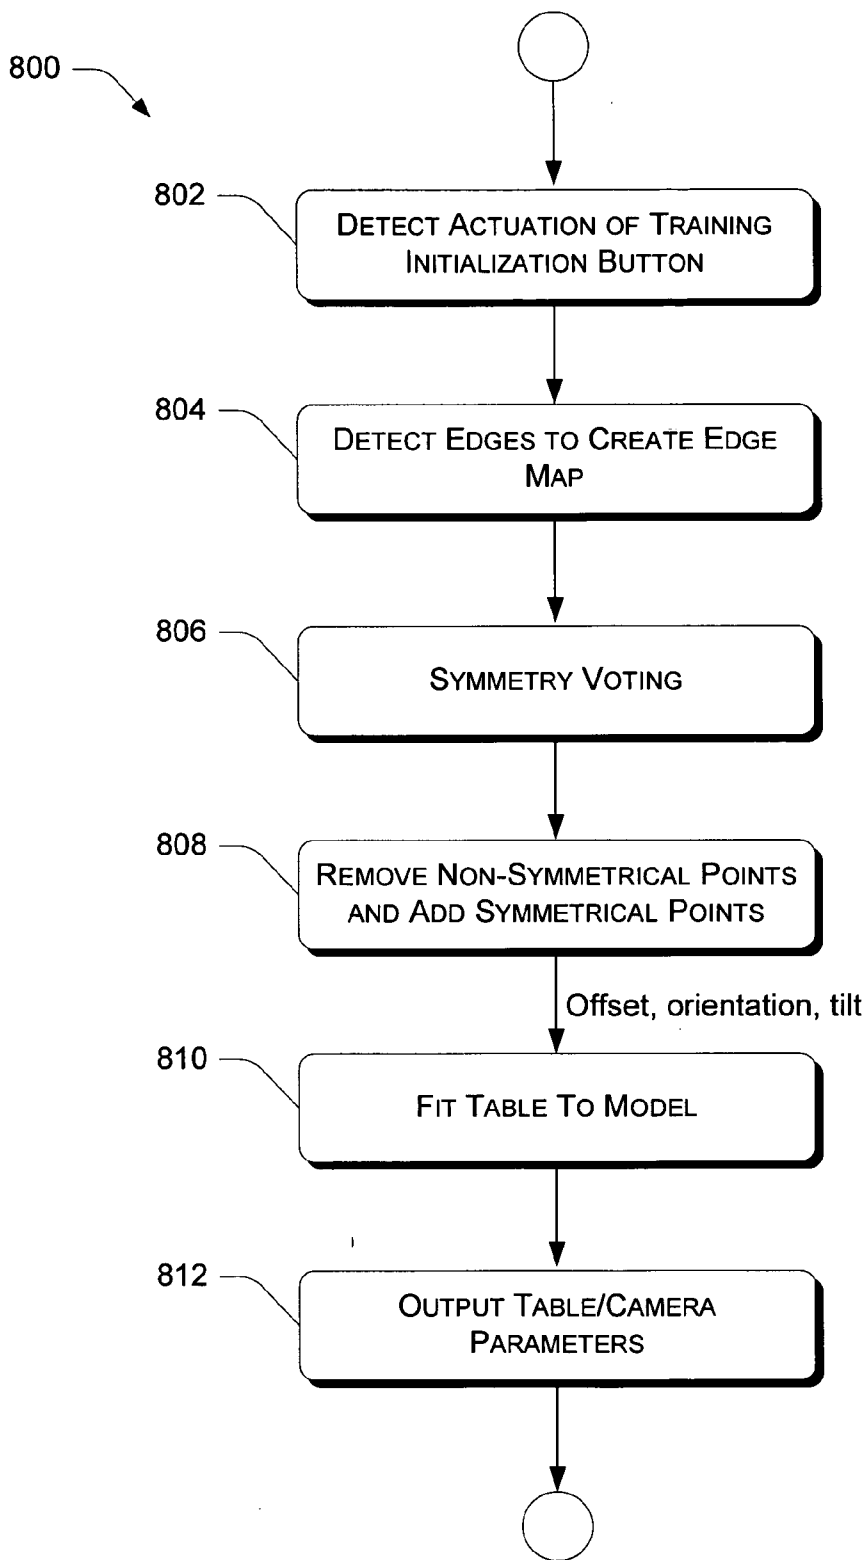 800
802
DETECT ACTUATION OF TRAINING
INITIALIZATION BUTTON
804
DETECT EDGES TO CREATE EDGE
MAP
806
SYMMETRY VOTING
808
REMOVE NON-SYMMETRICAL POINTS
AND ADD SYMMETRICAL POINTS
Offset, orientation, tilt
810
FIT TABLE TO MODEL
812
OUTPUT TABLE/CAMERA
PARAMETERS